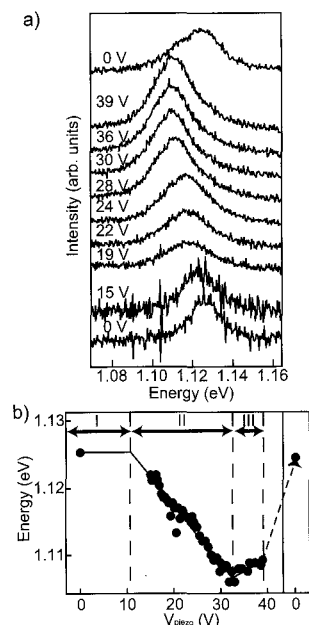 a)
Intensity (arb. units)
0 V
39 V
36 V
30 V
28 V
24 V
22 V
19 V
15 V
0 V
1.08 1.10 1.12 1.14 1.16
Energy (eV)
b)
I II III
Energy (eV)
1.13
1.12
1.11
0 10 20 30 40 0
Vpiezo (V)